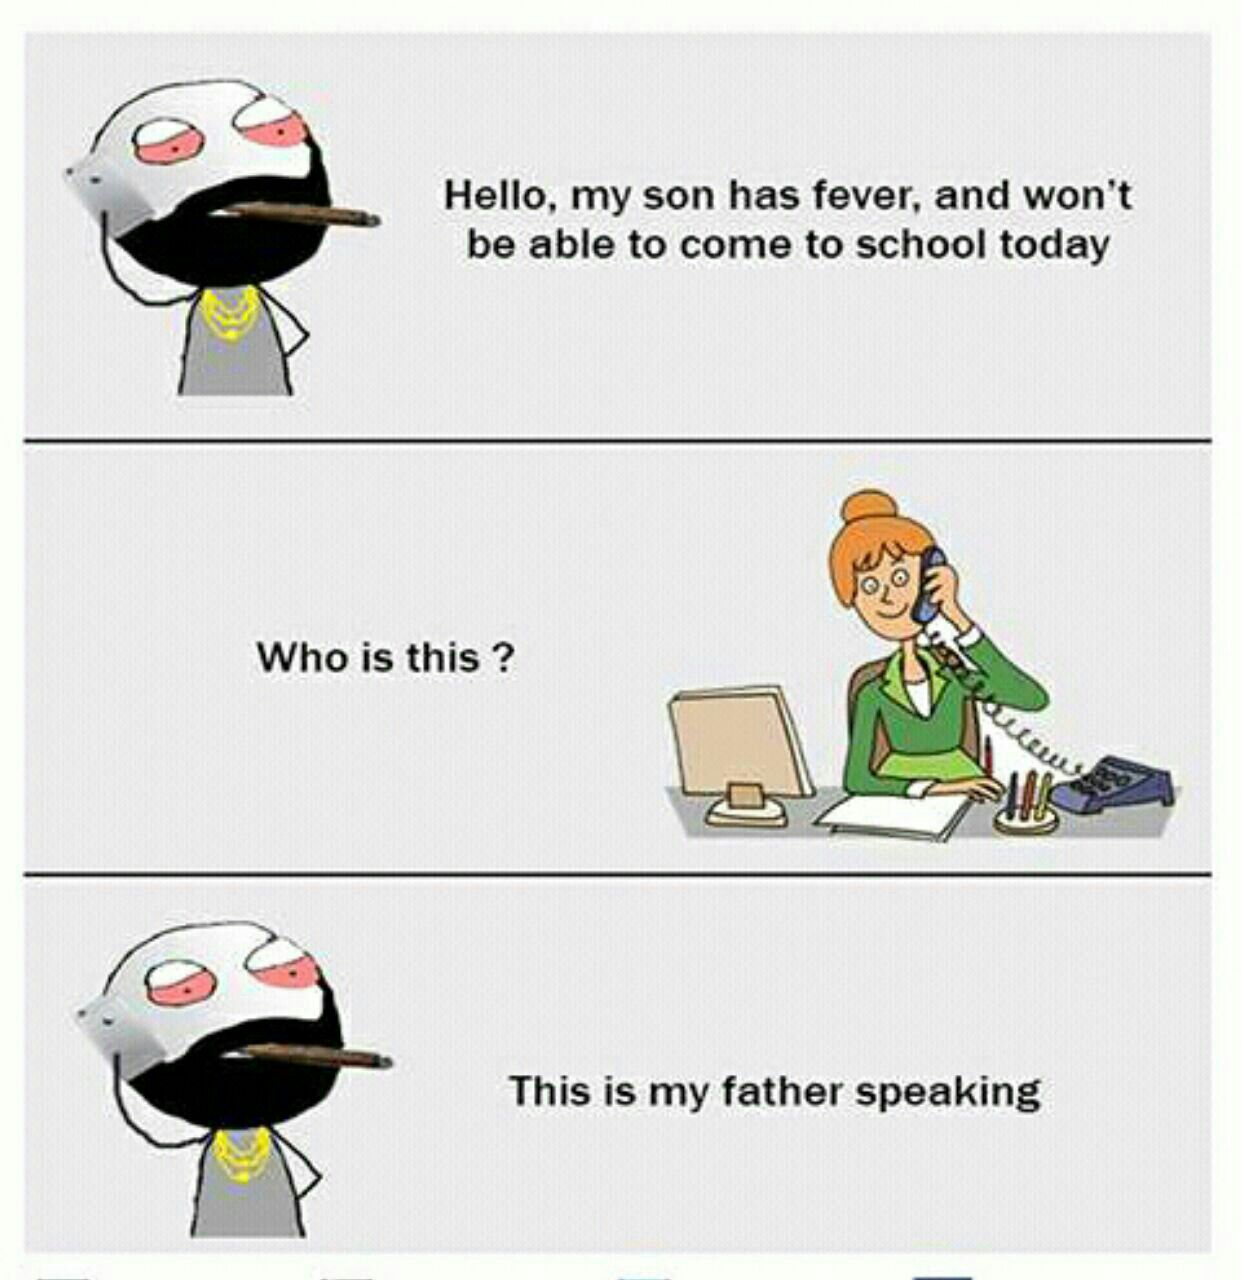 Hello, my son has fever, and won't
be able to come to school today
Who is this ?
This is my father speaking